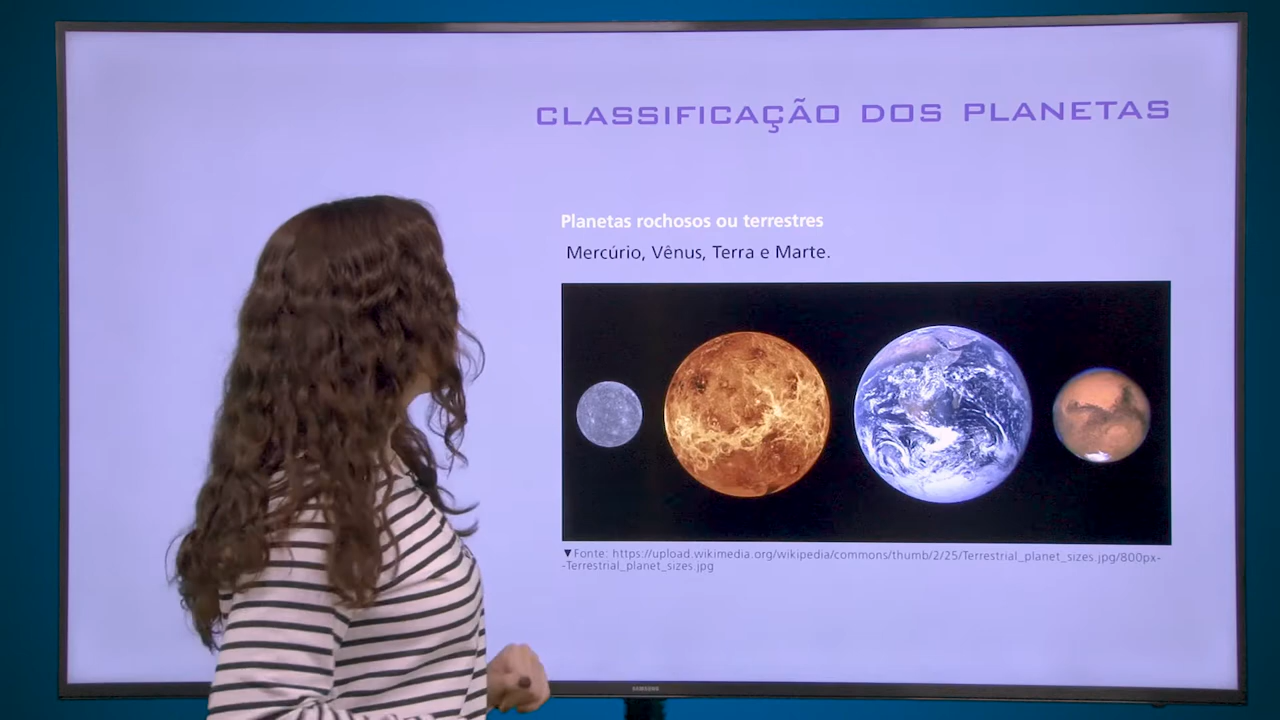 CLASSIFICAÇÃO DOS PLANETAS
Planetas rochosos ou terrestres
Mercúrio, Vênus, Terra e Marte.
▼Fonte: https://upload.wikimedia.org/wikipedia/commons/thumb/2/25/Terrestrial_planet_sizes.jpg/800px-
-Terrestrial_planet_sizes.jpg
SAMSUNG